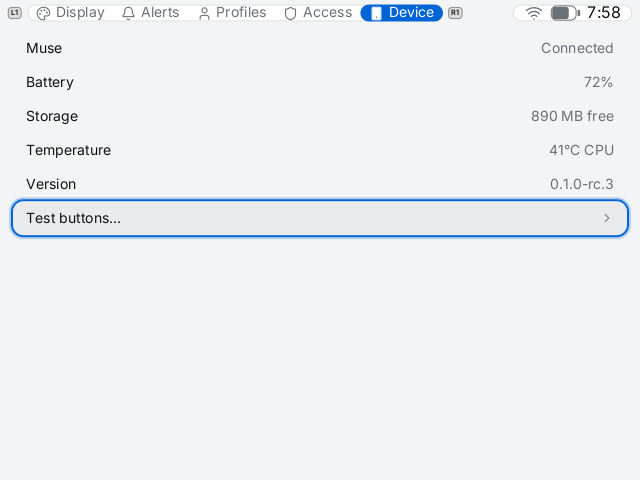 L1 Display Alerts Profiles Access Device R1 7:58
Muse Connected
Battery 72%
Storage 890 MB free
Temperature 41°C CPU
Version 0.1.0-rc.3
Test buttons...